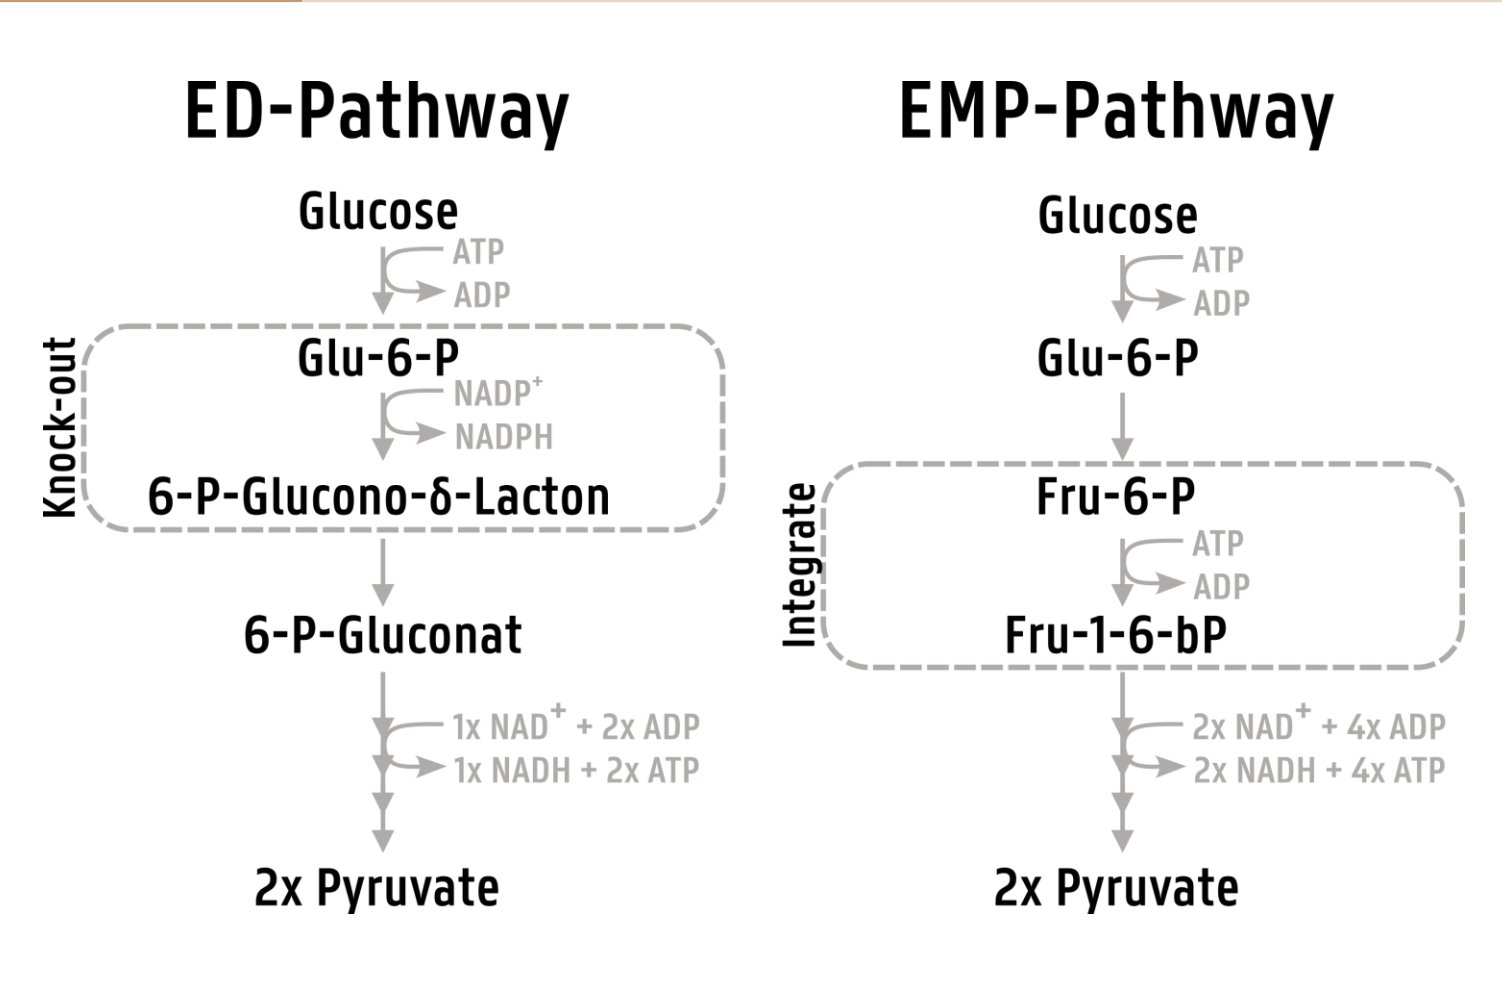 ED-Pathway
Glucose
ATP
ADP
Knock-out
Glu-6-P
NADP⁺
NADPH
6-P-Glucono-δ-Lacton
6-P-Gluconat
1x NAD⁺ + 2x ADP
1x NADH + 2x ATP
2x Pyruvate
EMP-Pathway
Glucose
ATP
ADP
Glu-6-P
Integrate
Fru-6-P
ATP
ADP
Fru-1-6-bP
2x NAD⁺ + 4x ADP
2x NADH + 4x ATP
2x Pyruvate